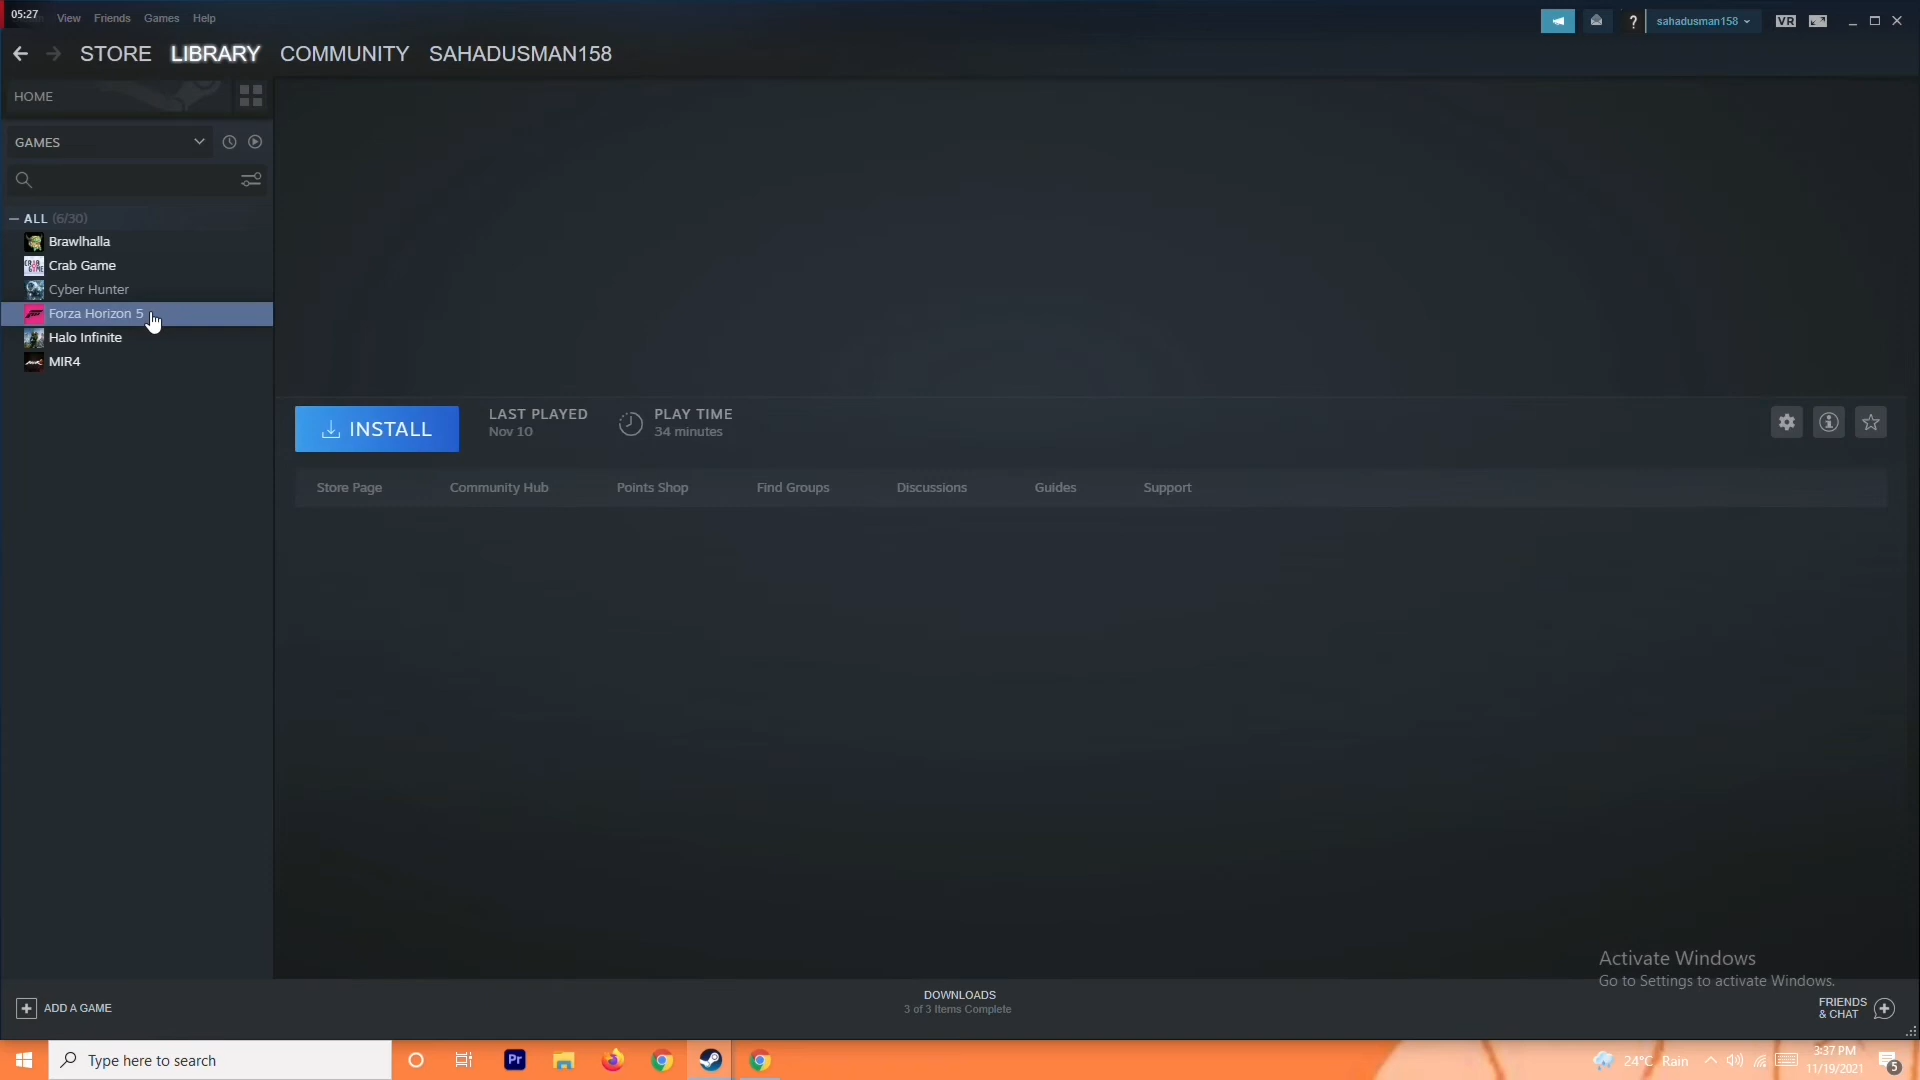 05:27
View Friends Games Help
sahadusman158
VR
STORE LIBRARY COMMUNITY SAHADUSMAN158
HOME
GAMES
ALL (6/30)
Brawlhalla
Crab Game
Cyber Hunter
Forza Horizon 5
Halo Infinite
MIR4
INSTALL
LAST PLAYED
Nov 10
PLAY TIME
34 minutes
Store Page Community Hub Points Shop Find Groups Discussions Guides Support
Activate Windows
Go to Settings to activate Windows.
ADD A GAME
DOWNLOADS
3 of 3 Items Complete
FRIENDS
& CHAT
Type here to search
Pr
24°C Rain
3:37 PM
11/19/2021
5